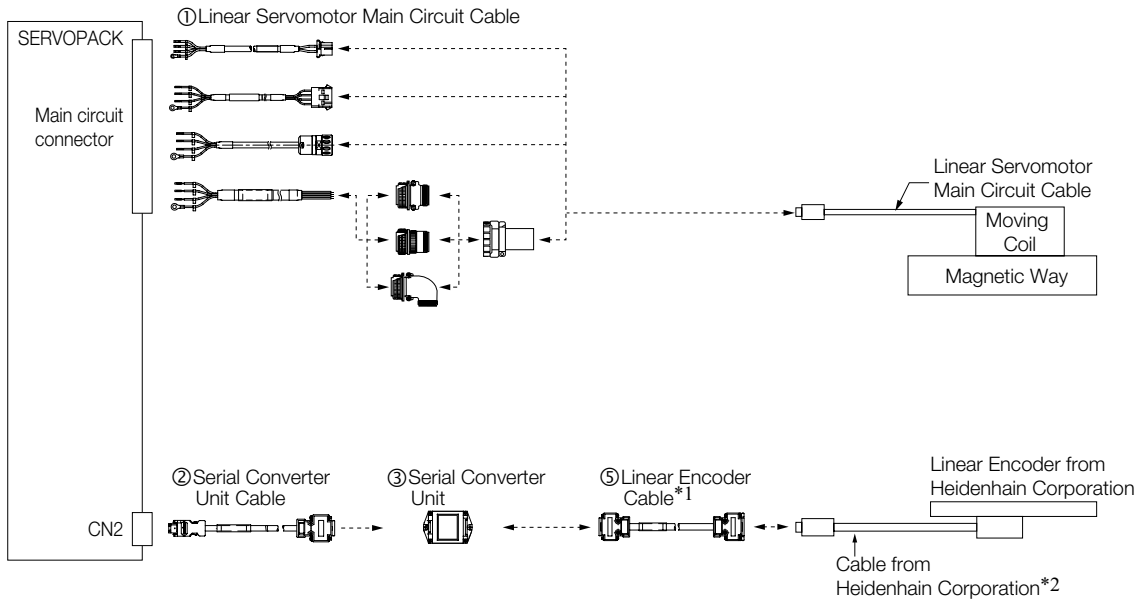 ①Linear Servomotor Main Circuit Cable
SERVOPACK
Main circuit
connector
Linear Servomotor
Main Circuit Cable
Moving
Coil
Magnetic Way
②Serial Converter
Unit Cable
③Serial Converter
Unit
⑤Linear Encoder
Cable*1
Linear Encoder from
Heidenhain Corporation
CN2
Cable from
Heidenhain Corporation*2